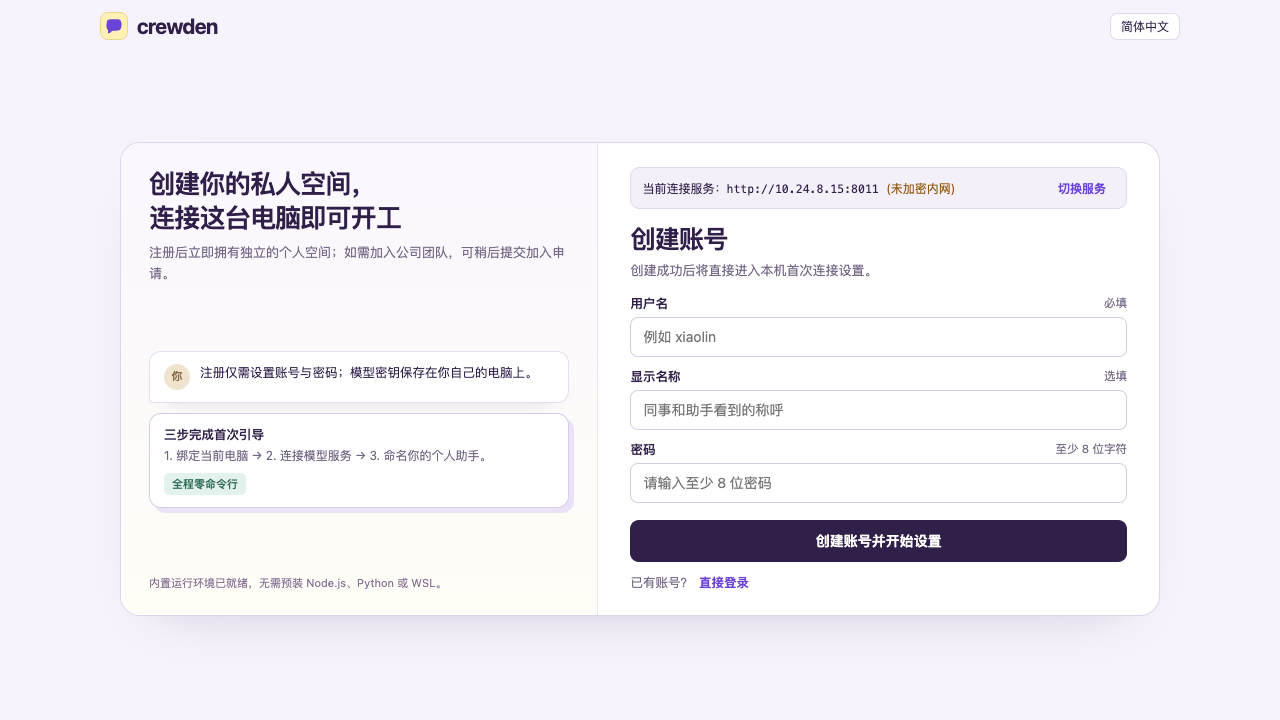 crewden
简体中文
创建你的私人空间，
连接这台电脑即可开工
注册后立即拥有独立的个人空间；如需加入公司团队，可稍后提交加入申
请。
你
注册仅需设置账号与密码；模型密钥保存在你自己的电脑上。
三步完成首次引导
1. 绑定当前电脑 → 2. 连接模型服务 → 3. 命名你的个人助手。
全程零命令行
内置运行环境已就绪，无需预装 Node.js、Python 或 WSL。
当前连接服务：http://10.24.8.15:8011 (未加密内网) 切换服务
创建账号
创建成功后将直接进入本机首次连接设置。
用户名 必填
例如 xiaolin
显示名称 选填
同事和助手看到的称呼
密码 至少 8 位字符
请输入至少 8 位密码
创建账号并开始设置
已有账号？ 直接登录